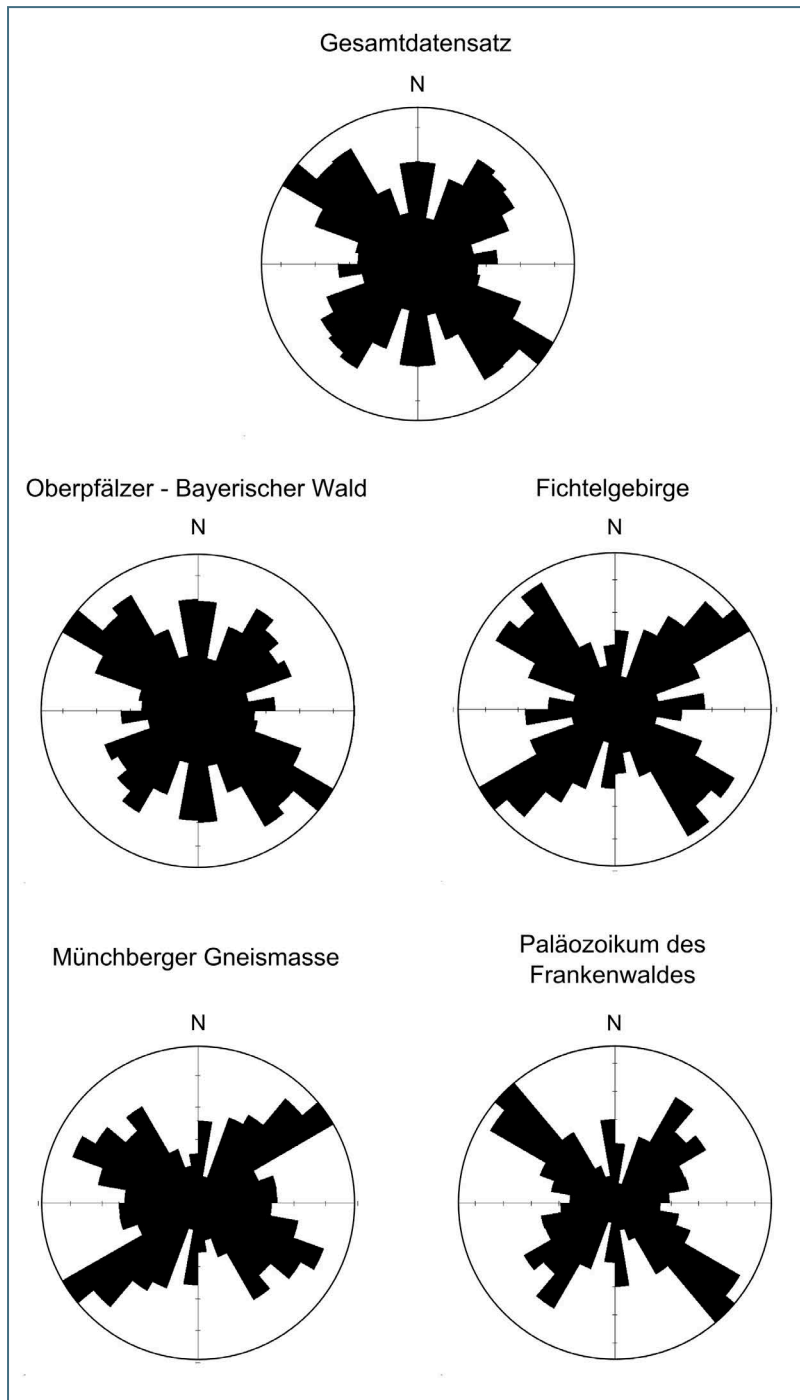 Gesamtdatensatz
N
Oberpfälzer - Bayerischer Wald
N
Fichtelgebirge
N
Münchberger Gneismasse
N
Paläozoikum des
Frankenwaldes
N